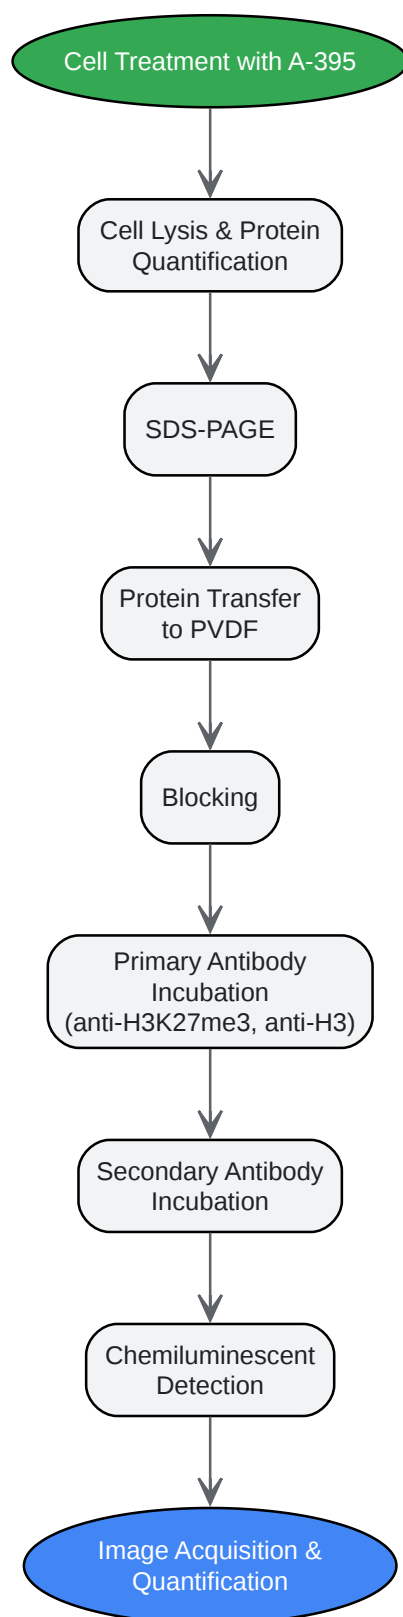 Cell Treatment with A-395
Cell Lysis & Protein
Quantification
SDS-PAGE
Protein Transfer
to PVDF
Blocking
Primary Antibody
Incubation
(anti-H3K27me3, anti-H3)
Secondary Antibody
Incubation
Chemiluminescent
Detection
Image Acquisition &
Quantification